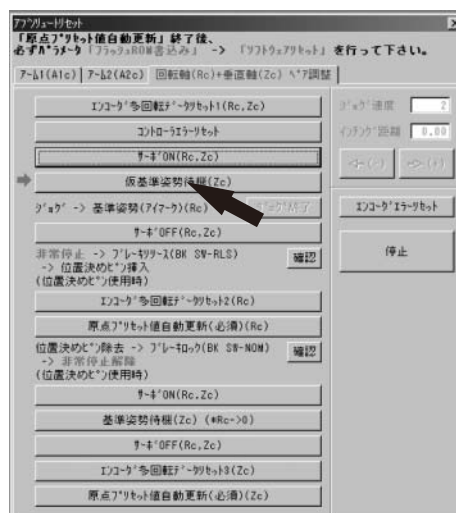 アブソリュートリセット
「原点プリセット値自動更新」終了後、
必ずパラメータ「フラッシュROM書込み」 -> 「ソフトウェアリセット」 を行って下さい。
アーム1(A1c) アーム2(A2c) 回転軸(Rc)+垂直軸(Zc) ペア調整
エンコーダ多回転データリセット1(Rc,Zc)
コントローラエラーリセット
サーボON(Rc,Zc)
仮基準姿勢待機(Zc)
ジョグ -> 基準姿勢(アイマーク)(Rc) ジョグ終了
サーボOFF(Rc,Zc)
非常停止 -> ブレーキリリース(BK SW-RLS)
-> 位置決めピン挿入
(位置決めピン使用時)
確認
エンコーダ多回転データリセット2(Rc)
原点プリセット値自動更新(必須)(Rc)
位置決めピン除去 -> ブレーキロック(BK SW-NOM)
-> 非常停止解除
(位置決めピン使用時)
確認
サーボON(Rc,Zc)
基準姿勢待機(Zc) (*Rc->0)
サーボOFF(Rc,Zc)
エンコーダ多回転データリセット3(Zc)
原点プリセット値自動更新(必須)(Zc)
ジョグ速度 2
インチング距離 0.00
<-(-) ->(+)
エンコーダエラーリセット
停止